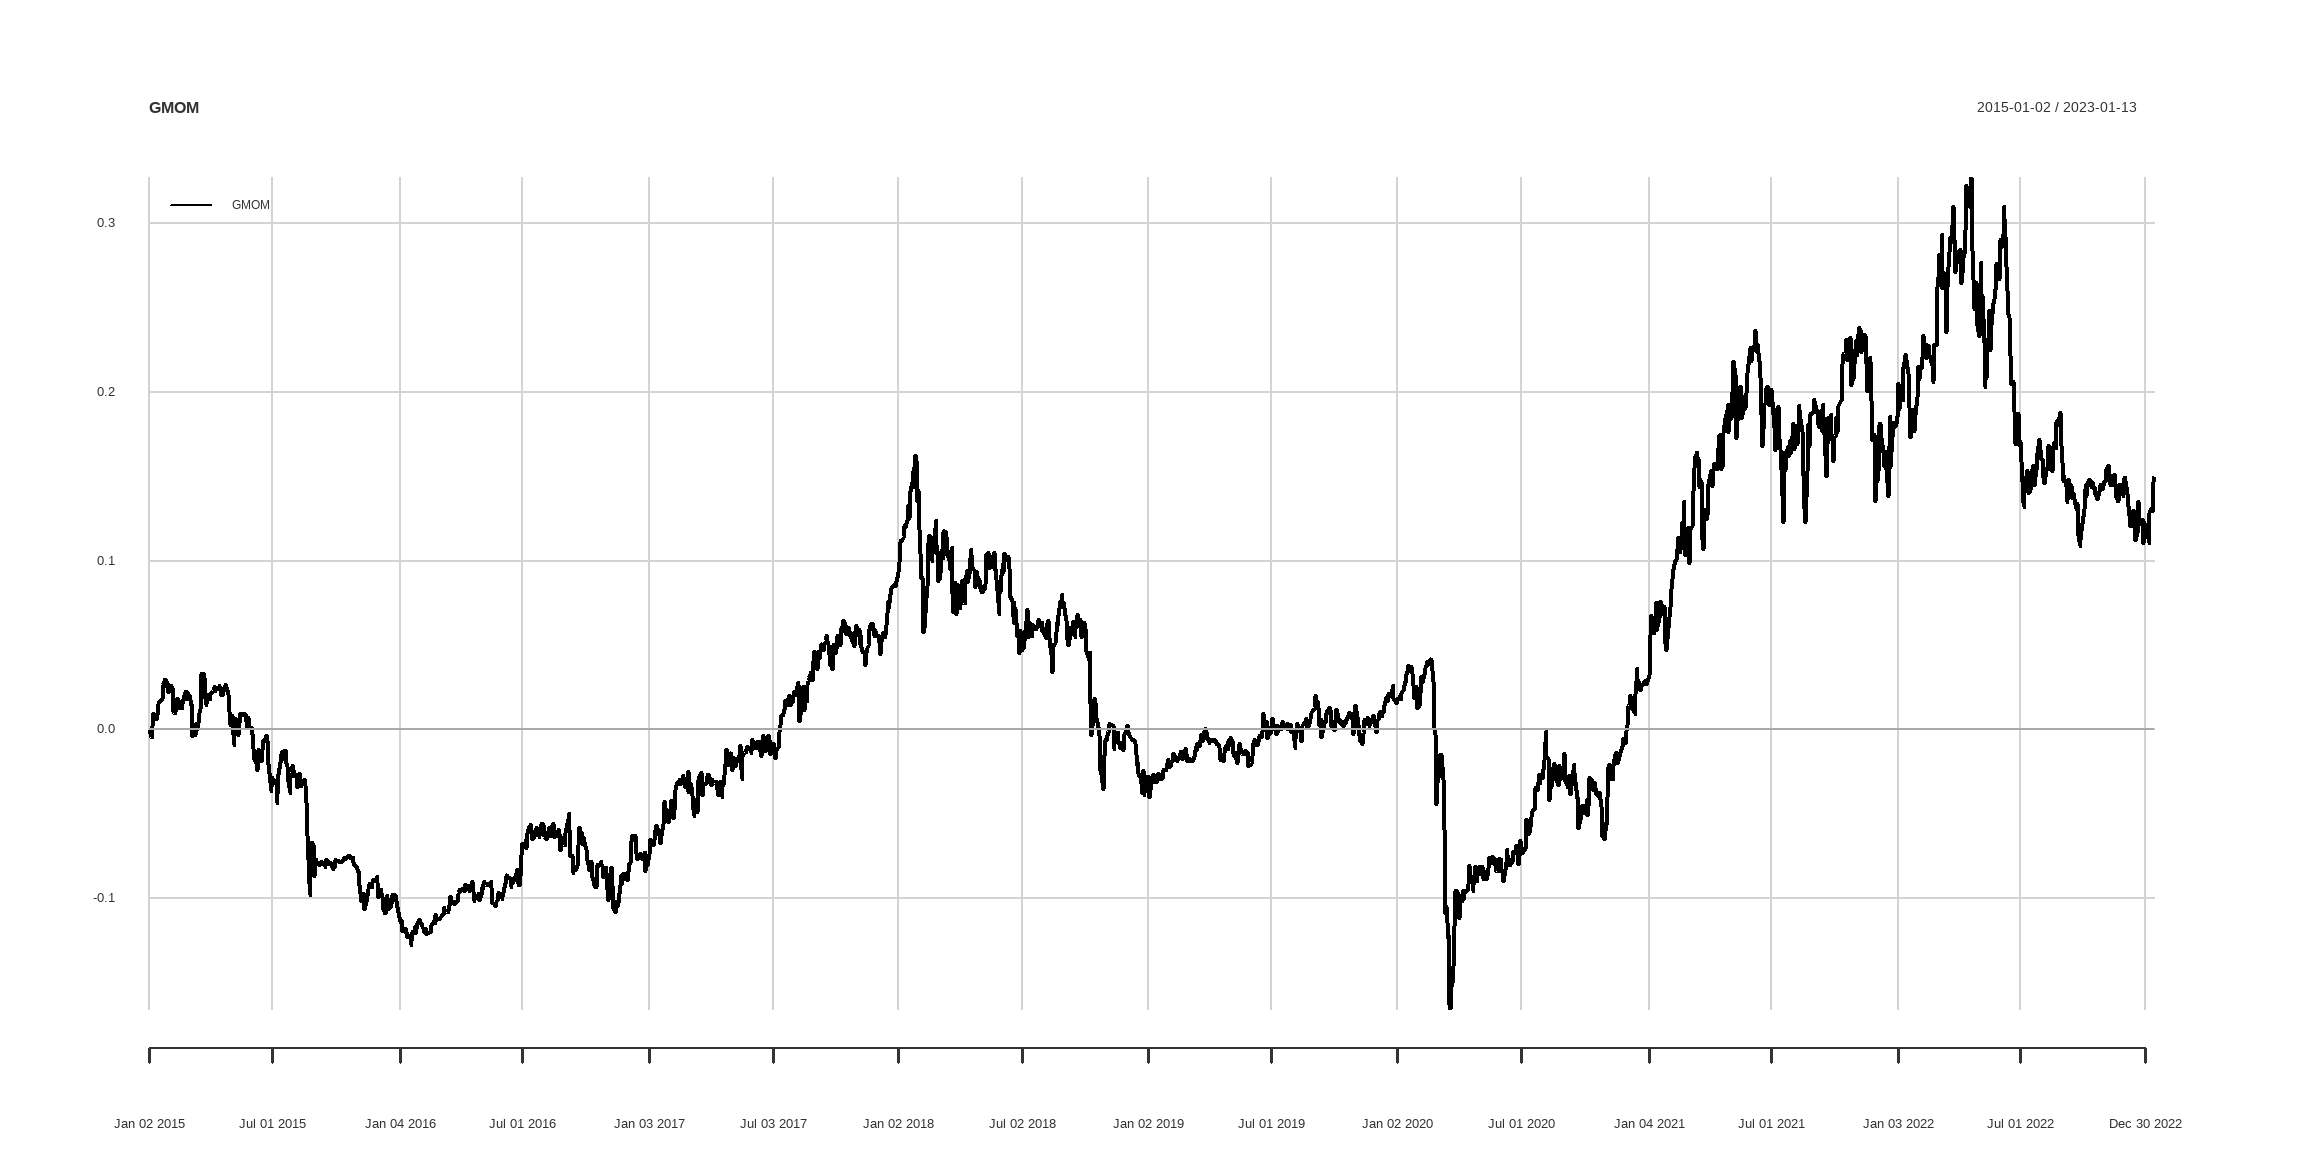 GMOM
2015-01-02 / 2023-01-13
GMOM
0.3
0.2
0.1
0.0
-0.1
Jan 02 2015
Jul 01 2015
Jan 04 2016
Jul 01 2016
Jan 03 2017
Jul 03 2017
Jan 02 2018
Jul 02 2018
Jan 02 2019
Jul 01 2019
Jan 02 2020
Jul 01 2020
Jan 04 2021
Jul 01 2021
Jan 03 2022
Jul 01 2022
Dec 30 2022